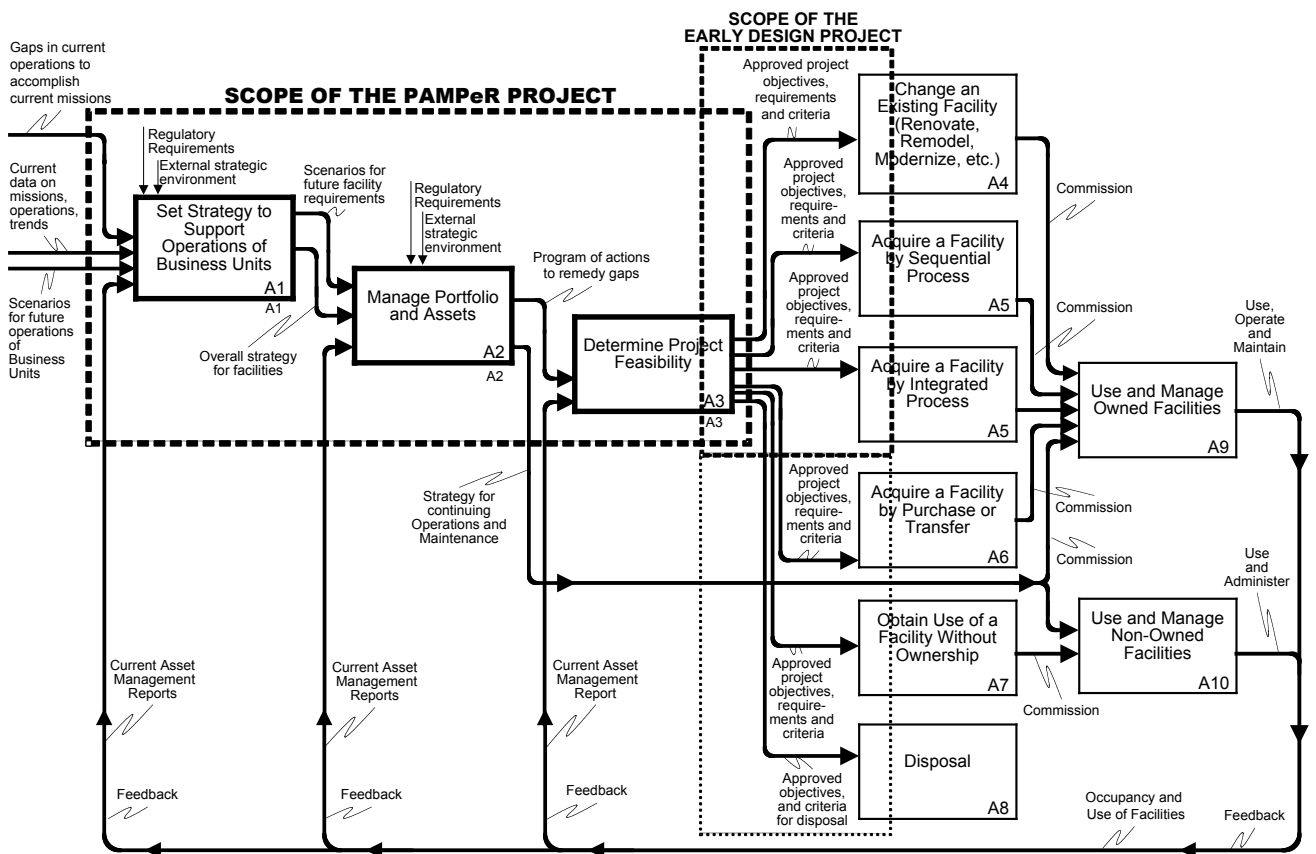 SCOPE OF THE
EARLY DESIGN PROJECT
Gaps in current
operations to
accomplish
current missions
SCOPE OF THE PAMPeR PROJECT
Regulatory
Requirements
External strategic
environment
Current
data on
missions,
operations,
trends
Set Strategy to
Support
Operations of
Business Units
A1
A1
Scenarios
for future
operations
of
Business
Units
Scenarios for
future facility
requirements
Overall strategy
for facilities
Regulatory
Requirements
External
strategic
environment
Manage Portfolio
and Assets
A2
A2
Program of actions
to remedy gaps
Determine Project
Feasibility
A3
A3
Strategy for
continuing
Operations and
Maintenance
Approved project
objectives,
requirements
and criteria
Change an
Existing Facility
(Renovate,
Remodel,
Modernize, etc.)
A4
Approved
project
objectives,
require-
ments and
criteria
Acquire a Facility
by Sequential
Process
A5
Approved
project
objectives,
require-
ments and
criteria
Acquire a Facility
by Integrated
Process
A5
Approved
project
objectives,
require-
ments and
criteria
Acquire a Facility
by Purchase or
Transfer
A6
Obtain Use of a
Facility Without
Ownership
A7
Approved
project
objectives,
require-
ments and
criteria
Disposal
A8
Approved
objectives,
and criteria
for disposal
Commission
Commission
Commission
Commission
Commission
Use and Manage
Owned Facilities
A9
Use,
Operate
and
Maintain
Use and Manage
Non-Owned
Facilities
A10
Use
and
Administer
Current Asset
Management
Reports
Current Asset
Management
Reports
Current Asset
Management
Report
Feedback
Feedback
Feedback
Occupancy and
Use of Facilities
Feedback